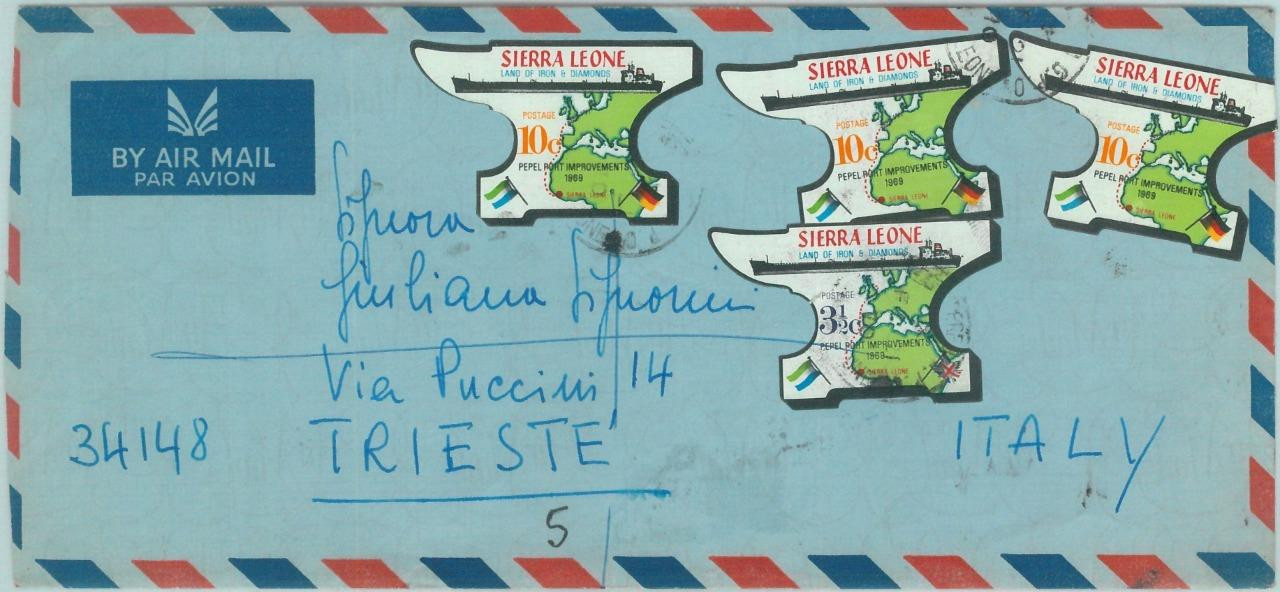 BY AIR MAIL
PAR AVION
SIERRA LEONE
LAND OF IRON & DIAMONDS
POSTAGE
10c
PEPEL PORT IMPROVEMENTS
1969
SIERRA LEONE
SIERRA LEONE
LAND OF IRON & DIAMONDS
POSTAGE
10c
PEPEL PORT IMPROVEMENTS
1969
SIERRA LEONE
SIERRA LEONE
LAND OF IRON & DIAMONDS
POSTAGE
10c
PEPEL PORT IMPROVEMENTS
1969
SIERRA LEONE
SIERRA LEONE
LAND OF IRON & DIAMONDS
POSTAGE
3½c
PEPEL PORT IMPROVEMENTS
1969
SIERRA LEONE
Signora
Giuliana Signorini
Via Puccini 14
34148 TRIESTE ITALY
5